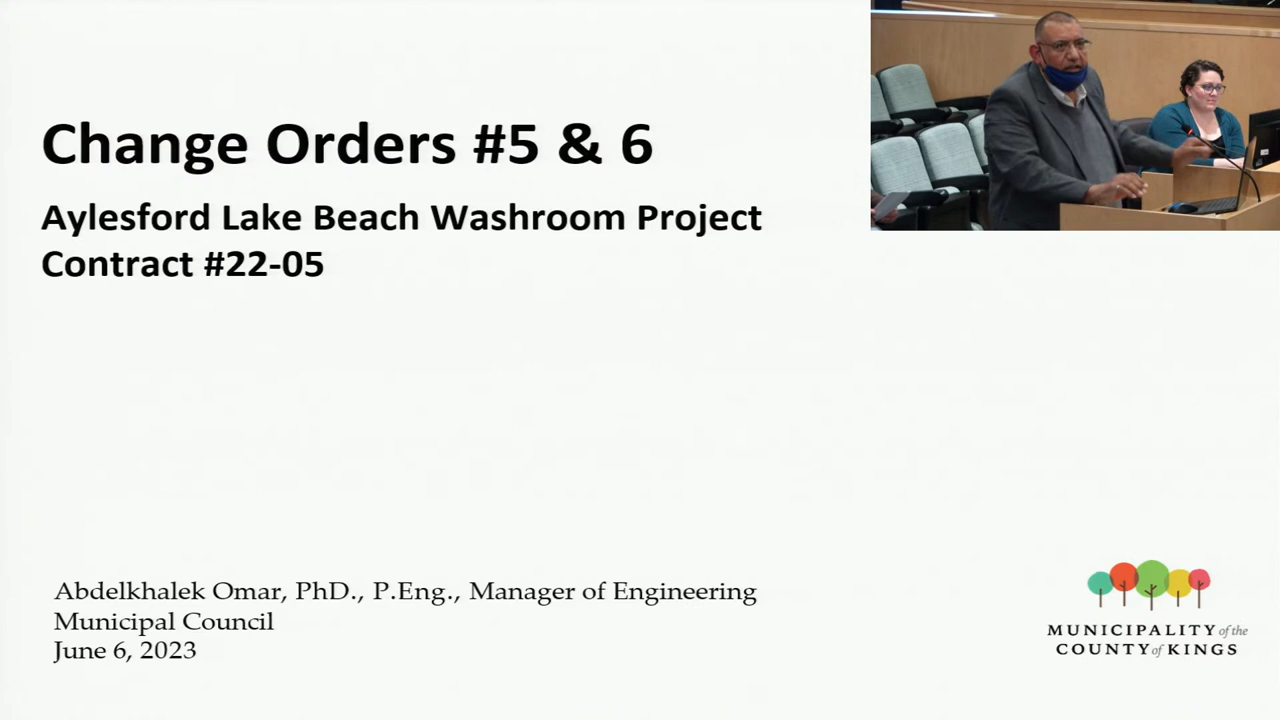 Change Orders #5 & 6
Aylesford Lake Beach Washroom Project
Contract #22-05
Abdelkhalek Omar, PhD., P.Eng., Manager of Engineering
Municipal Council
June 6, 2023
MUNICIPALITY of the
COUNTY of KINGS